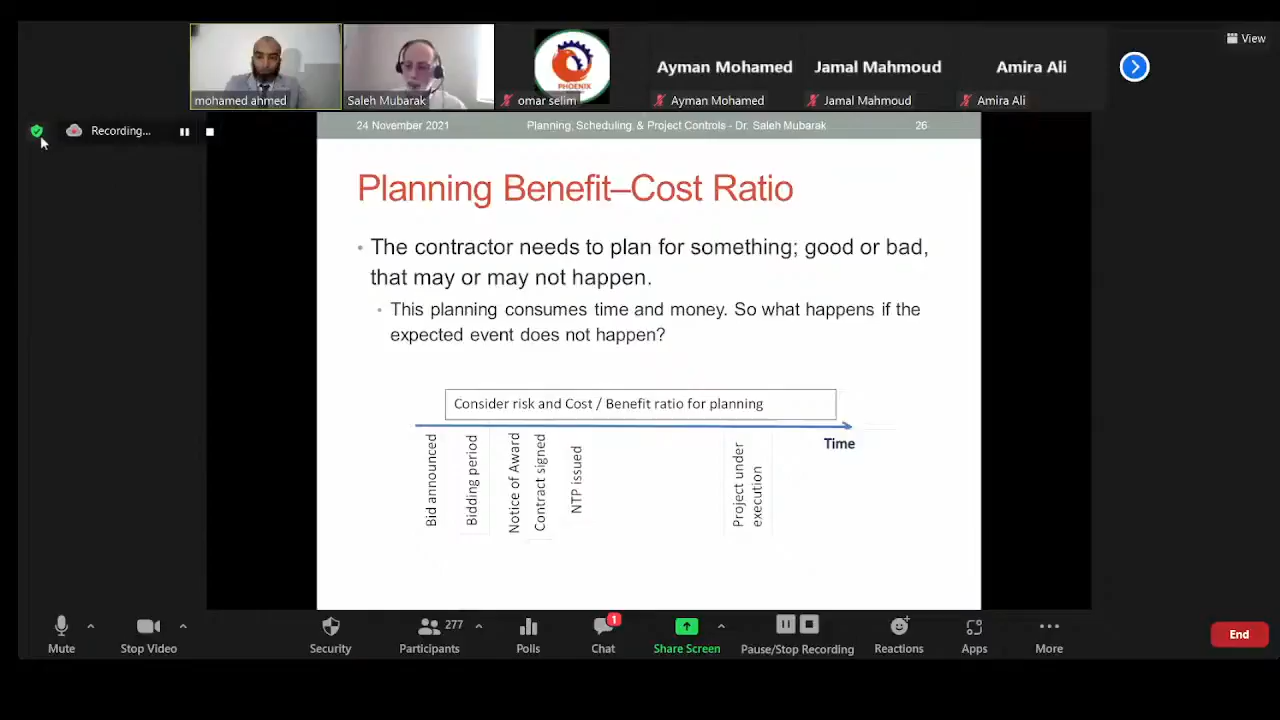 View
Ayman Mohamed
Jamal Mahmoud
Amira Ali
PHOENIX
mohamed ahmed
Saleh Mubarak
omar selim
Ayman Mohamed
Jamal Mahmoud
Amira Ali
Recording...
24 November 2021
Planning, Scheduling, & Project Controls - Dr. Saleh Mubarak
26
Planning Benefit–Cost Ratio
• The contractor needs to plan for something; good or bad,
that may or may not happen.
• This planning consumes time and money. So what happens if the
expected event does not happen?
Consider risk and Cost / Benefit ratio for planning
Time
Bid announced
Bidding period
Notice of Award
Contract signed
NTP issued
Project under
execution
Mute
Stop Video
Security
277
Participants
Polls
1
Chat
Share Screen
Pause/Stop Recording
Reactions
Apps
More
End